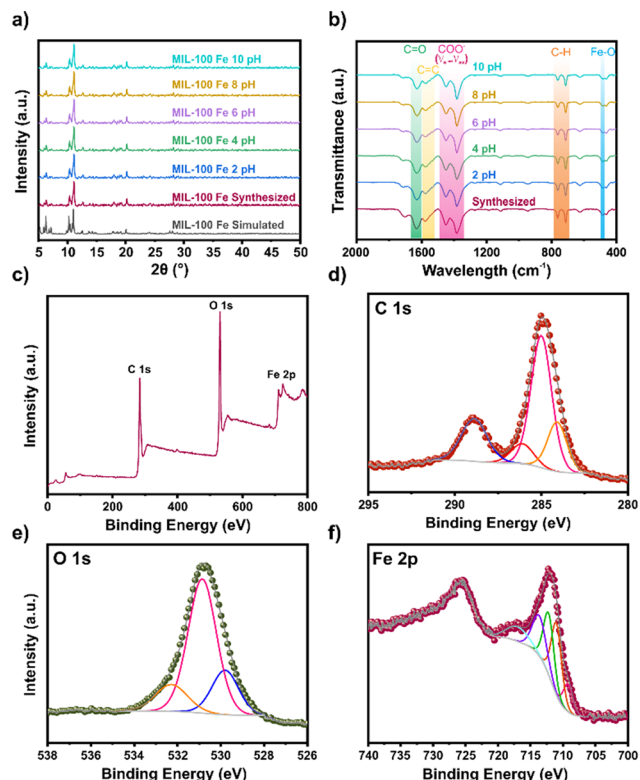 a)
Intensity (a.u.)
MIL-100 Fe 10 pH
MIL-100 Fe 8 pH
MIL-100 Fe 6 pH
MIL-100 Fe 4 pH
MIL-100 Fe 2 pH
MIL-100 Fe Synthesized
MIL-100 Fe Simulated
5 10 15 20 25 30 35 40 45 50
2θ (°)
b)
Transmittance (a.u.)
C=O
C=C
COO⁻
C-H
Fe-O
10 pH
8 pH
6 pH
4 pH
2 pH
Synthesized
2000 1600 1200 800 400
Wavelength (cm⁻¹)
c)
Intensity (a.u.)
C 1s
O 1s
Fe 2p
0 200 400 600 800
Binding Energy (eV)
d)
C 1s
Intensity (a.u.)
295 290 285 280
Binding Energy (eV)
e)
O 1s
Intensity (a.u.)
538 536 534 532 530 528 526
Binding Energy (eV)
f)
Fe 2p
Intensity (a.u.)
740 735 730 725 720 715 710 705 700
Binding Energy (eV)